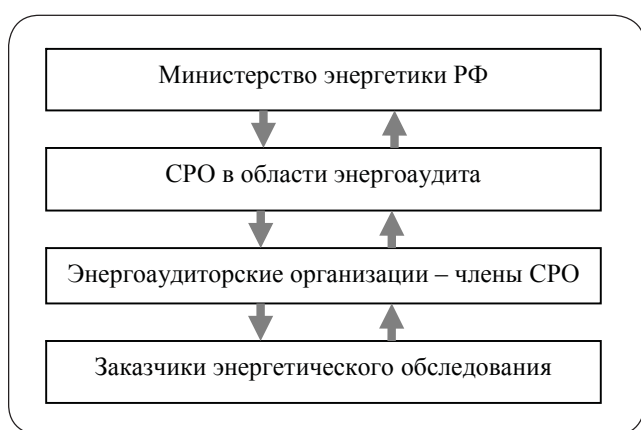 Министерство энергетики РФ
СРО в области энергоаудита
Энергоаудиторские организации – члены СРО
Заказчики энергетического обследования